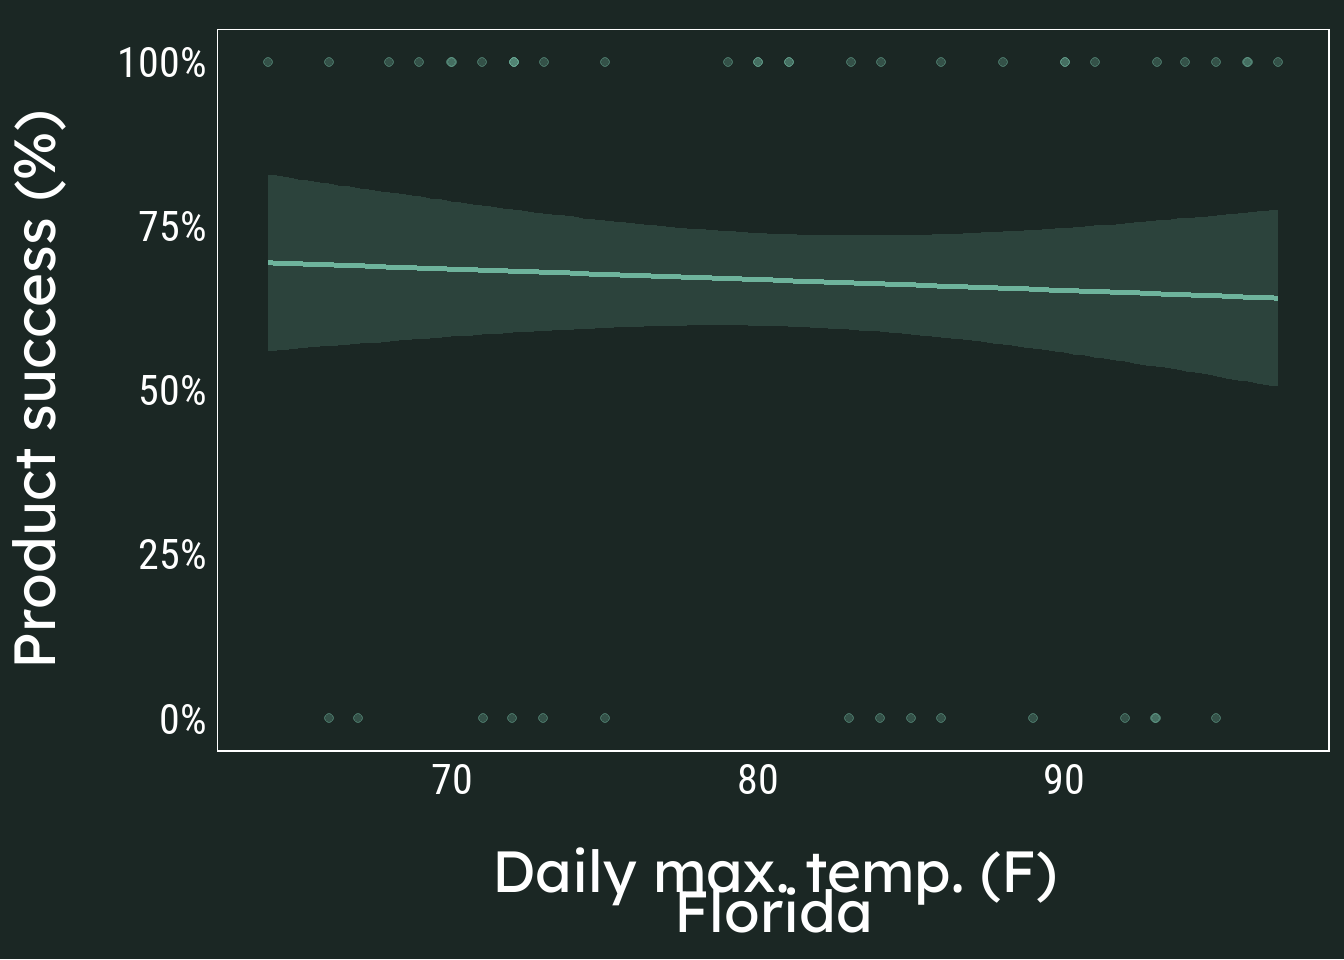 Product success (%)
100%
75%
50%
25%
0%
70 80 90
Daily max. temp. (F)
Florida